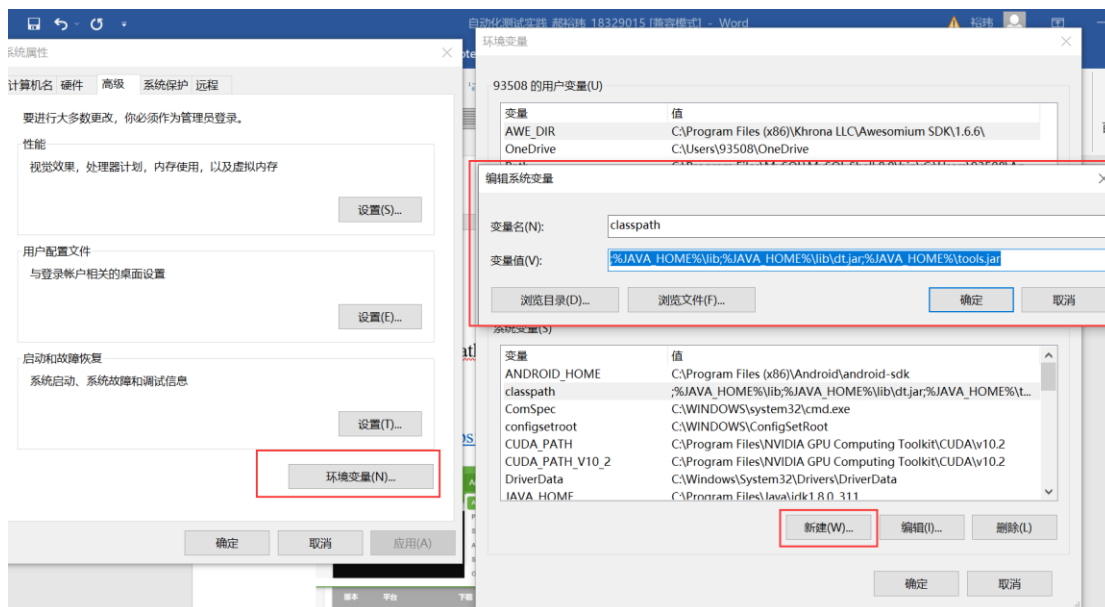 自动化测试实践 郝裕玮 18329015 [兼容模式] - Word
裕玮
系统属性
计算机名 硬件 高级 系统保护 远程
要进行大多数更改，你必须作为管理员登录。
性能
视觉效果，处理器计划，内存使用，以及虚拟内存
设置(S)...
用户配置文件
与登录帐户相关的桌面设置
设置(E)...
启动和故障恢复
系统启动、系统故障和调试信息
设置(T)...
环境变量(N)...
确定 取消 应用(A)
版本 平台 下载
环境变量
93508 的用户变量(U)
变量 值
AWE_DIR C:\Program Files (x86)\Khrona LLC\Awesomium SDK\1.6.6\
OneDrive C:\Users\93508\OneDrive
编辑系统变量
变量名(N): classpath
变量值(V): ;%JAVA_HOME%\lib;%JAVA_HOME%\lib\dt.jar;%JAVA_HOME%\tools.jar
浏览目录(D)... 浏览文件(F)... 确定 取消
系统变量(S)
变量 值
ANDROID_HOME C:\Program Files (x86)\Android\android-sdk
classpath ;%JAVA_HOME%\lib;%JAVA_HOME%\lib\dt.jar;%JAVA_HOME%\t...
ComSpec C:\WINDOWS\system32\cmd.exe
configsetroot C:\WINDOWS\ConfigSetRoot
CUDA_PATH C:\Program Files\NVIDIA GPU Computing Toolkit\CUDA\v10.2
CUDA_PATH_V10_2 C:\Program Files\NVIDIA GPU Computing Toolkit\CUDA\v10.2
DriverData C:\Windows\System32\Drivers\DriverData
JAVA_HOME C:\Program Files\Java\jdk1.8.0_311
新建(W)... 编辑(I)... 删除(L)
确定 取消